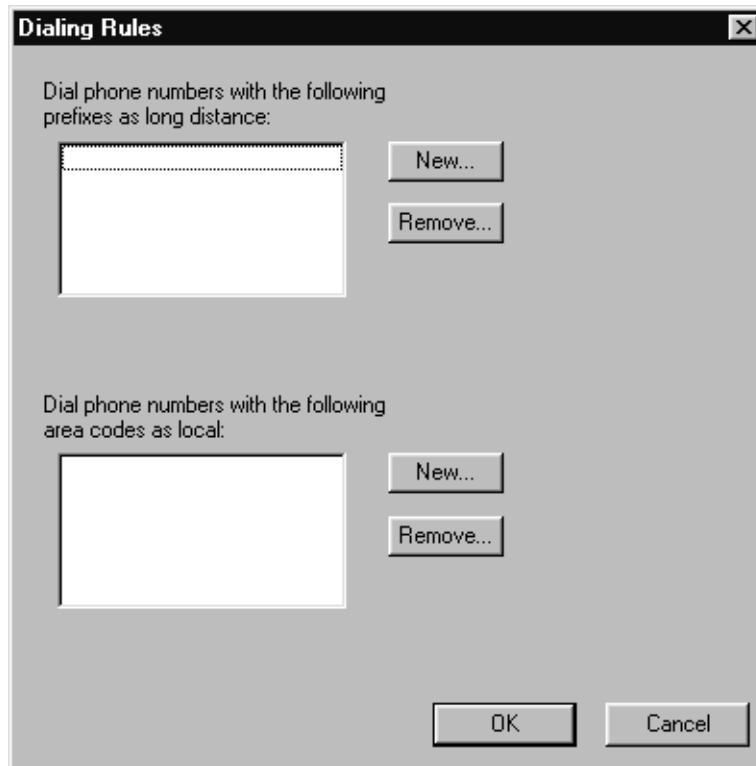 Dialing Rules
Dial phone numbers with the following
prefixes as long distance:
New...
Remove...
Dial phone numbers with the following
area codes as local:
New...
Remove...
OK
Cancel